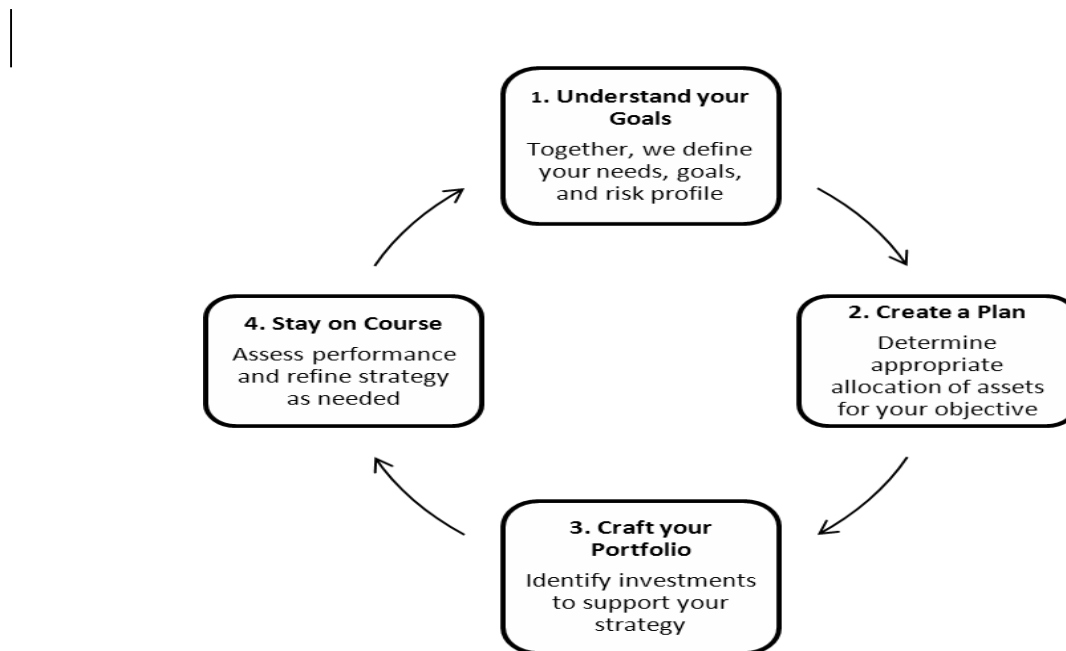 1. Understand your
Goals
Together, we define
your needs, goals,
and risk profile
2. Create a Plan
Determine
appropriate
allocation of assets
for your objective
3. Craft your
Portfolio
Identify investments
to support your
strategy
4. Stay on Course
Assess performance
and refine strategy
as needed